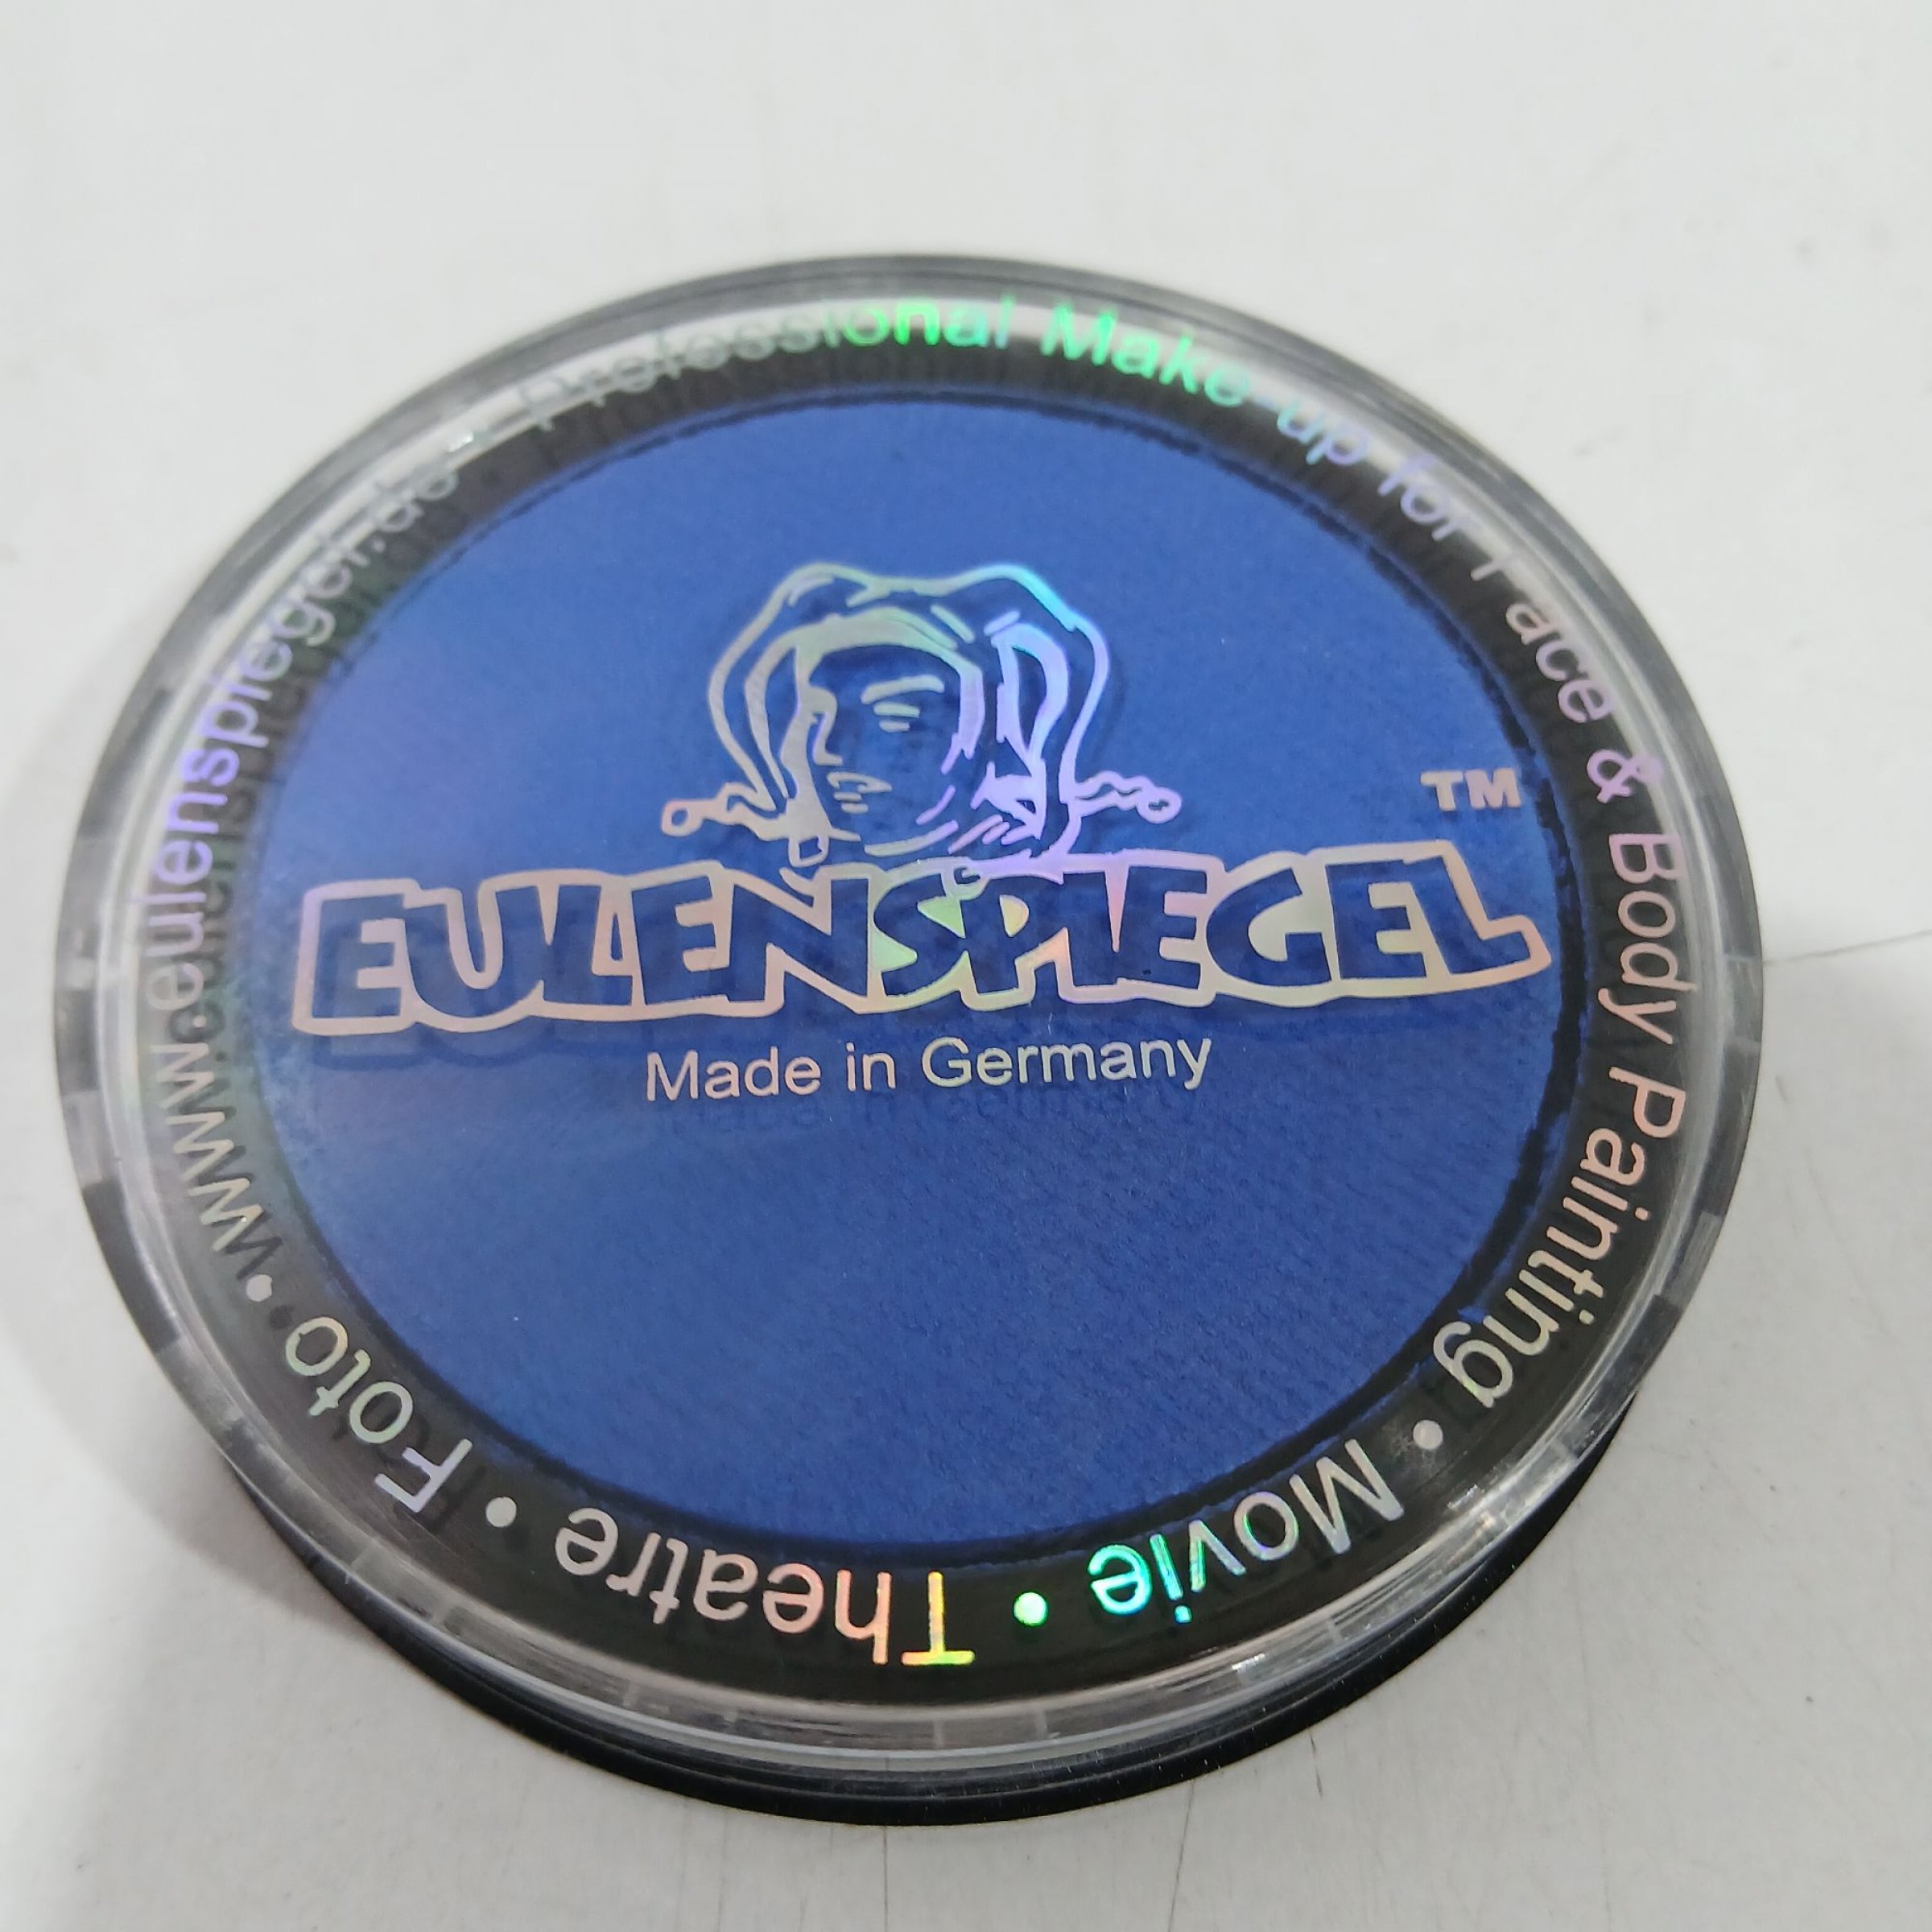 EULENSPIEGEL TM
Made in Germany
Professional Make-up for Face & Body Painting • Movie • Theatre • Foto • www.eulenspiegel.de •